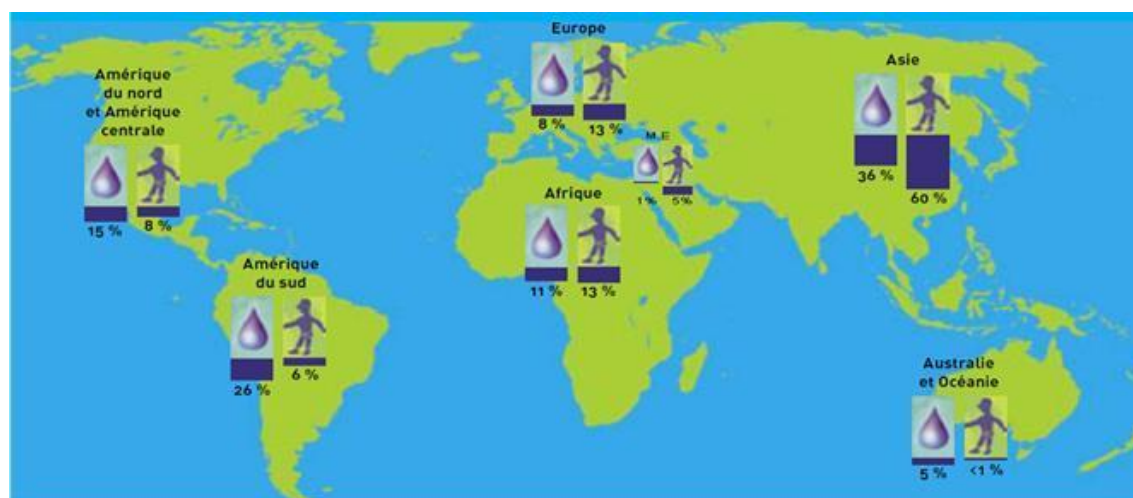 Europe
8 % 13 %
Asie
36 %
60 %
Amérique
du nord
et Amérique
centrale
15 % 8 %
M.E
1% 5%
Afrique
11 % 13 %
Amérique
du sud
26 % 6 %
Australie
et Océanie
5 % <1 %